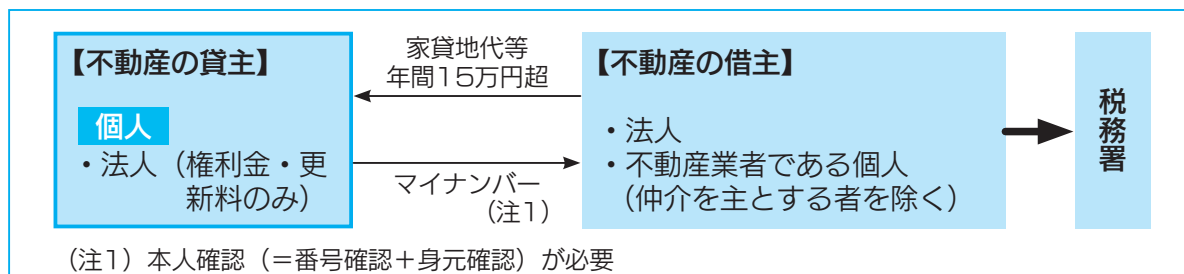 【不動産の貸主】
個人
・法人（権利金・更
新料のみ）
家貸地代等
年間15万円超
マイナンバー
（注1）
【不動産の借主】
・法人
・不動産業者である個人
（仲介を主とする者を除く）
税務署
（注1）本人確認（＝番号確認＋身元確認）が必要